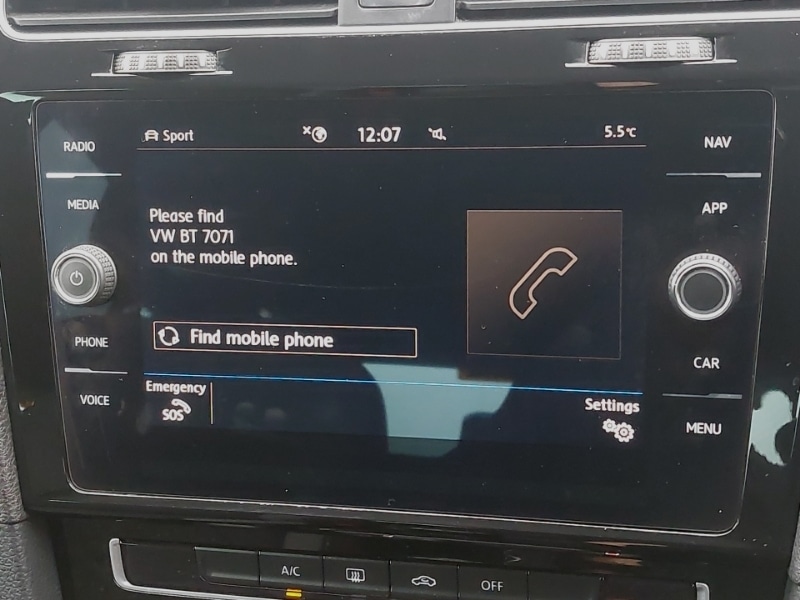 Sport 12:07 5.5°C
RADIO
MEDIA
PHONE
VOICE
Please find
VW BT 7071
on the mobile phone.
Find mobile phone
Emergency
SOS
Settings
NAV
APP
CAR
MENU
A/C OFF